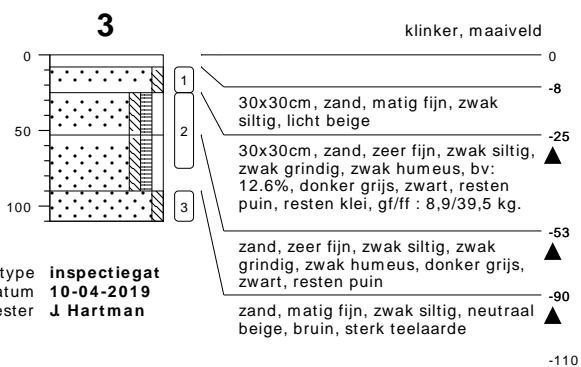 3
klinker, maaiveld
0
0
-8
1
30x30cm, zand, matig fijn, zwak
siltig, licht beige
-25
30x30cm, zand, zeer fijn, zwak siltig,
zwak grindig, zwak humeus, bv:
12.6%, donker grijs, zwart, resten
puin, resten klei, gf/ff : 8,9/39,5 kg.
50
2
-53
zand, zeer fijn, zwak siltig, zwak
grindig, zwak humeus, donker grijs,
zwart, resten puin
100
3
-90
zand, matig fijn, zwak siltig, neutraal
beige, bruin, sterk teelaarde
-110
type inspectiegat
atum 10-04-2019
ester J. Hartman